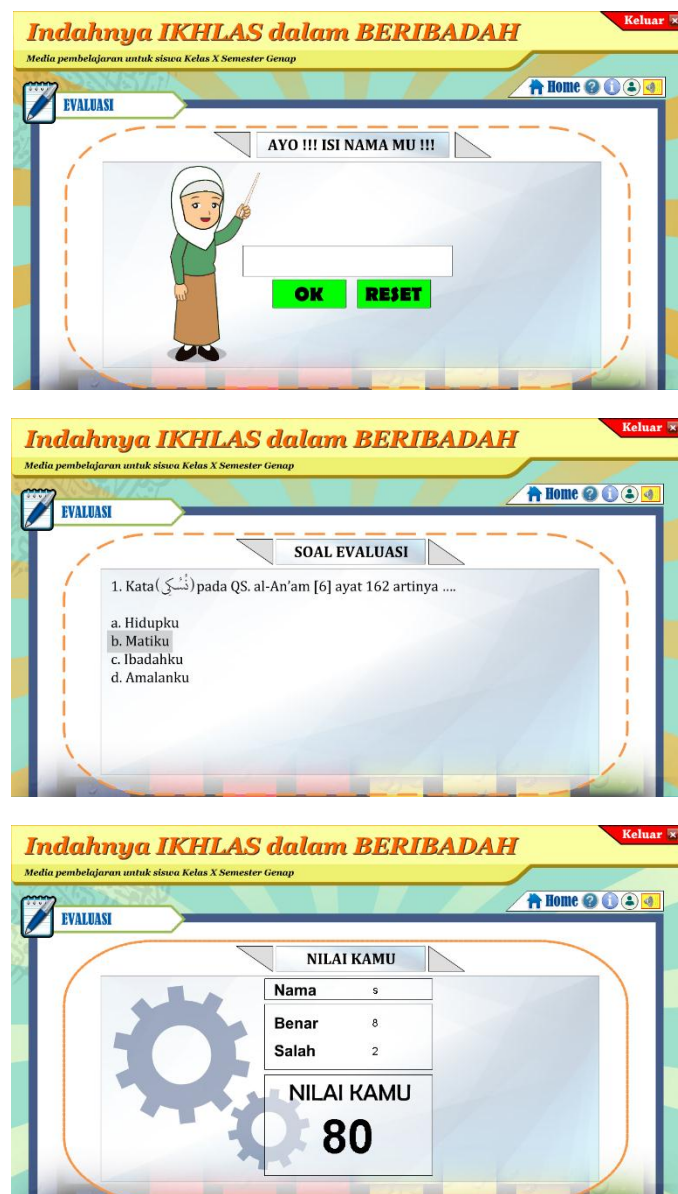 Indahnya IKHLAS dalam BERIBADAH
Keluar
Media pembelajaran untuk siswa Kelas X Semester Genap
Home
EVALUASI
AYO !!! ISI NAMA MU !!!
OK RESET
Indahnya IKHLAS dalam BERIBADAH
Keluar
Media pembelajaran untuk siswa Kelas X Semester Genap
Home
EVALUASI
SOAL EVALUASI
1. Kata (نُسُكِي) pada QS. al-An'am [6] ayat 162 artinya ....
a. Hidupku
b. Matiku
c. Ibadahku
d. Amalanku
Indahnya IKHLAS dalam BERIBADAH
Keluar
Media pembelajaran untuk siswa Kelas X Semester Genap
Home
EVALUASI
NILAI KAMU
Nama s
Benar 8
Salah 2
NILAI KAMU
80